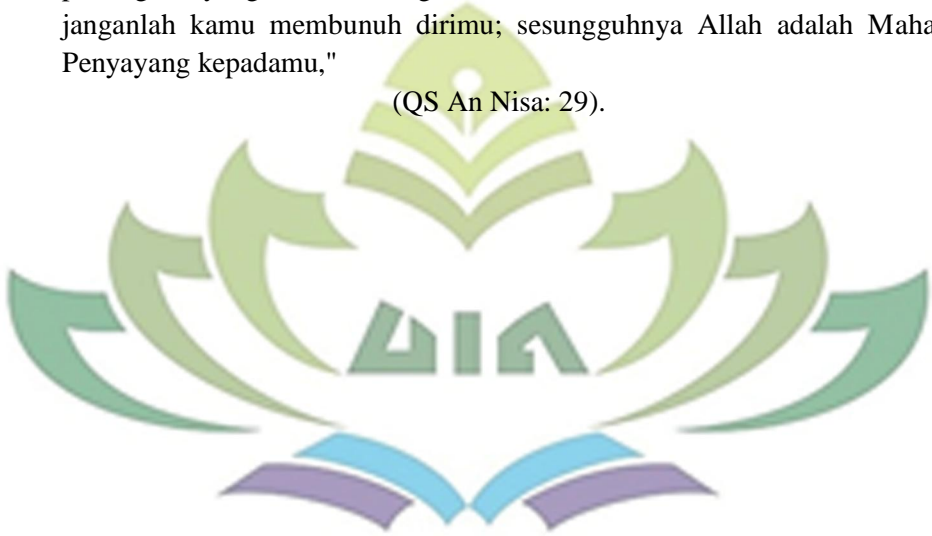 janganlah kamu membunuh dirimu; sesungguhnya Allah adalah Maha
Penyayang kepadamu,"
(QS An Nisa: 29).